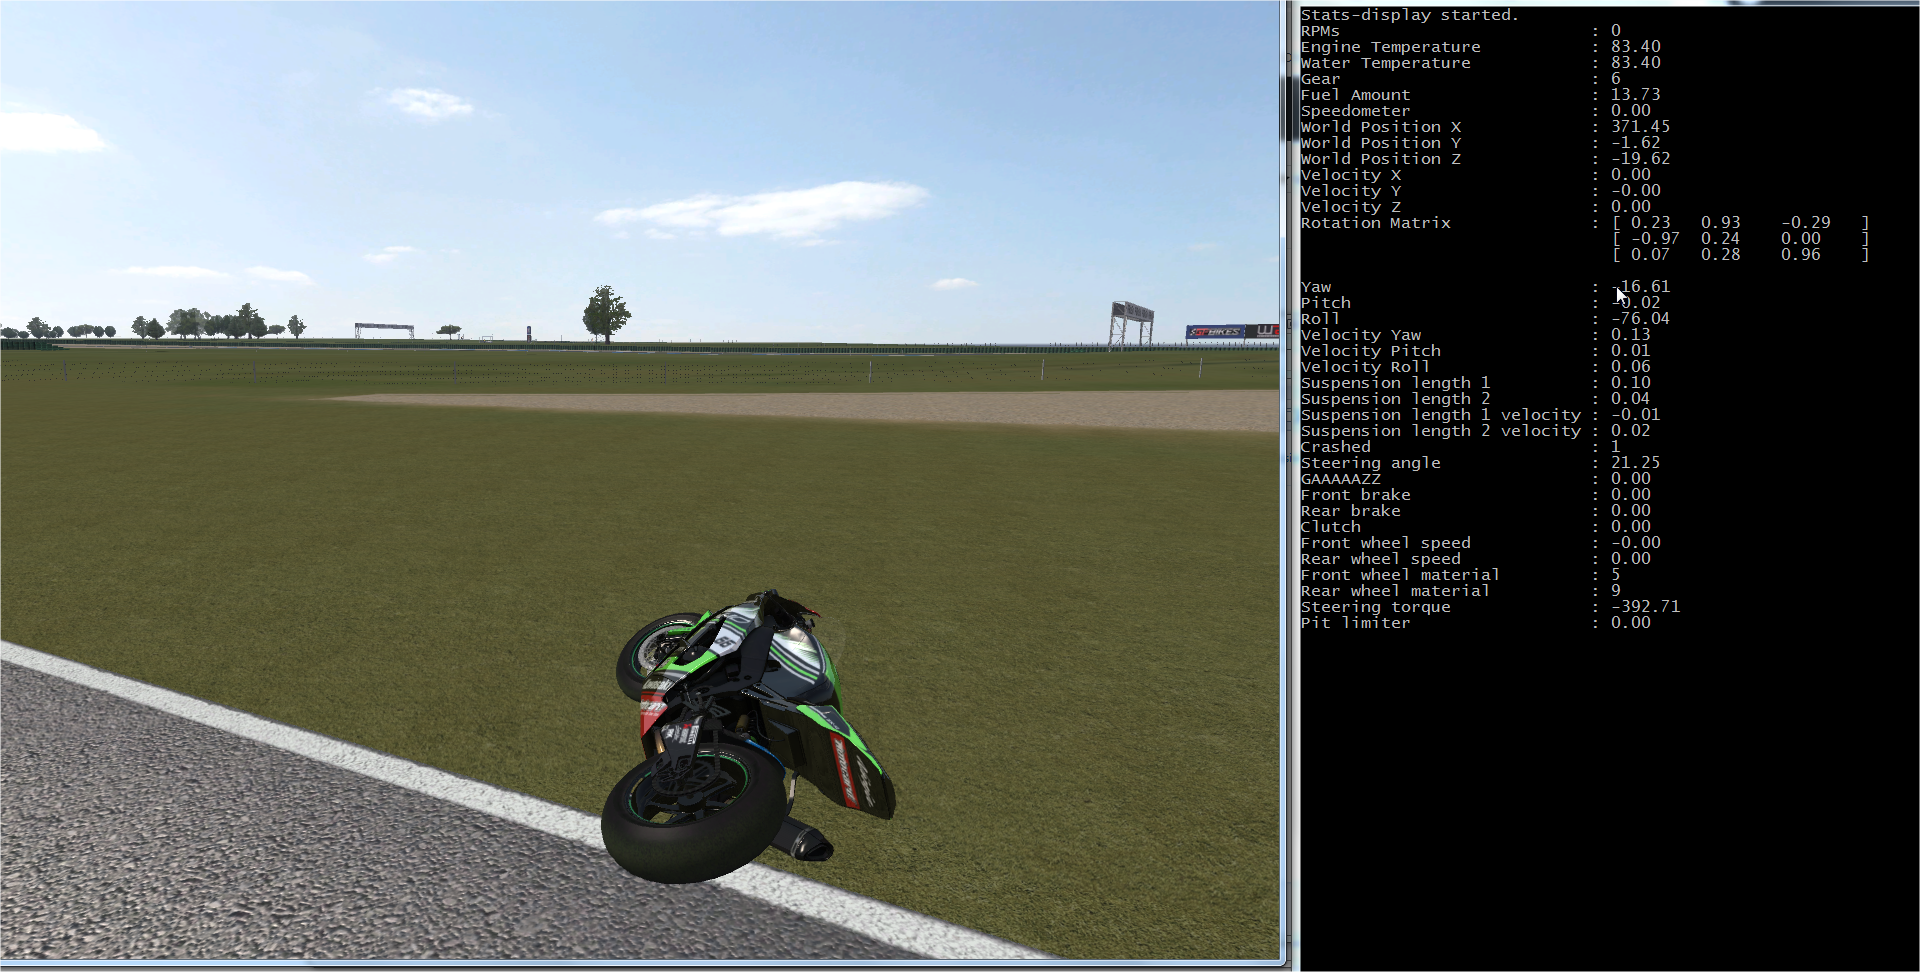 Stats-display started.
RPMs : 0
Engine Temperature : 83.40
Water Temperature : 83.40
Gear : 6
Fuel Amount : 13.73
Speedometer : 0.00
World Position X : 371.45
World Position Y : -1.62
World Position Z : -19.62
Velocity X : 0.00
Velocity Y : -0.00
Velocity Z : 0.00
Rotation Matrix : [ 0.23 0.93 -0.29 ]
[ -0.97 0.24 0.00 ]
[ 0.07 0.28 0.96 ]
Yaw : -16.61
Pitch : -0.02
Roll : -76.04
Velocity Yaw : 0.13
Velocity Pitch : 0.01
Velocity Roll : 0.06
Suspension length 1 : 0.10
Suspension length 2 : 0.04
Suspension length 1 velocity : -0.01
Suspension length 2 velocity : 0.02
Crashed : 1
Steering angle : 21.25
GAAAAAZZ : 0.00
Front brake : 0.00
Rear brake : 0.00
Clutch : 0.00
Front wheel speed : -0.00
Rear wheel speed : 0.00
Front wheel material : 5
Rear wheel material : 9
Steering torque : -392.71
Pit limiter : 0.00
BIKES